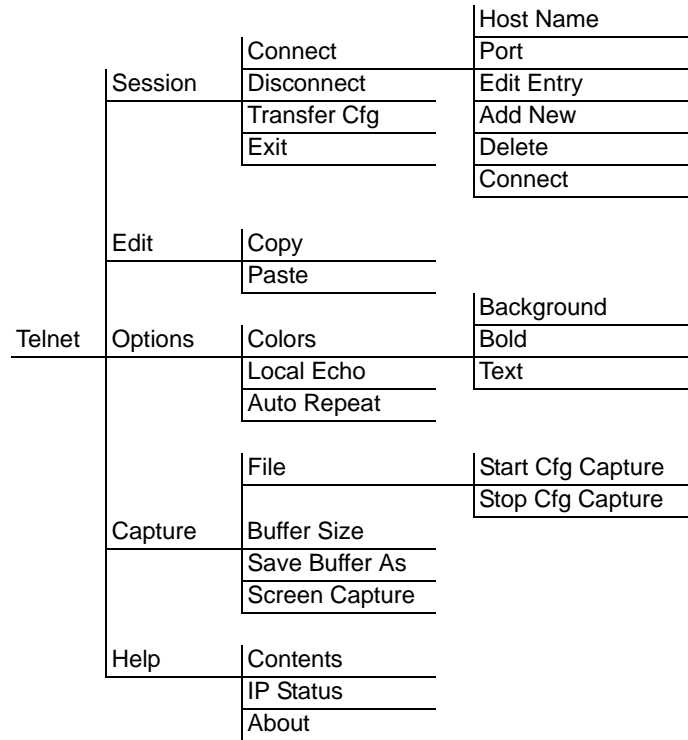 Telnet
Session
Connect
Host Name
Port
Edit Entry
Add New
Delete
Connect
Disconnect
Transfer Cfg
Exit
Edit
Copy
Paste
Options
Colors
Background
Bold
Text
Local Echo
Auto Repeat
Capture
File
Start Cfg Capture
Stop Cfg Capture
Buffer Size
Save Buffer As
Screen Capture
Help
Contents
IP Status
About